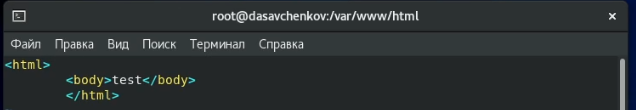 root@dasavchenkov:/var/www/html
Файл Правка Вид Поиск Терминал Справка
<html>
<body>test</body>
</html>